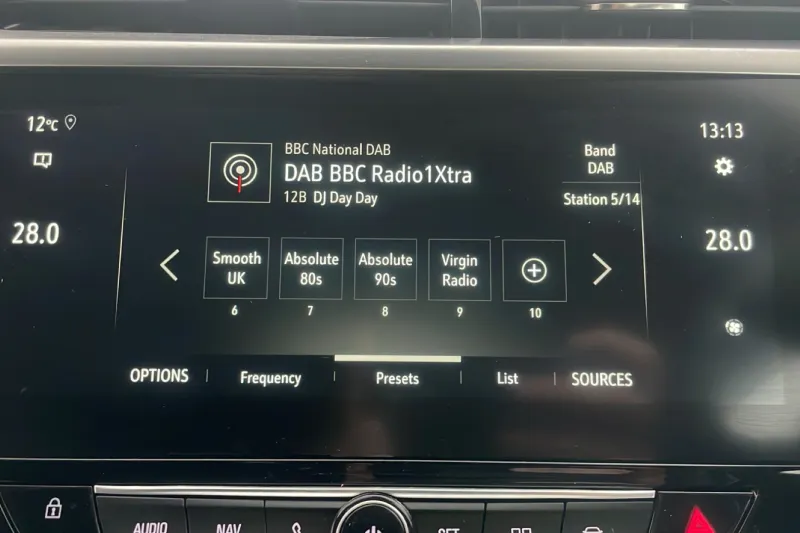 12°C
28.0
BBC National DAB
DAB BBC Radio1Xtra
12B DJ Day Day
Band
DAB
Station 5/14
13:13
28.0
Smooth
UK
Absolute
80s
Absolute
90s
Virgin
Radio
6
7
8
9
10
OPTIONS
Frequency
Presets
List
SOURCES
AUDIO
NAV
SET